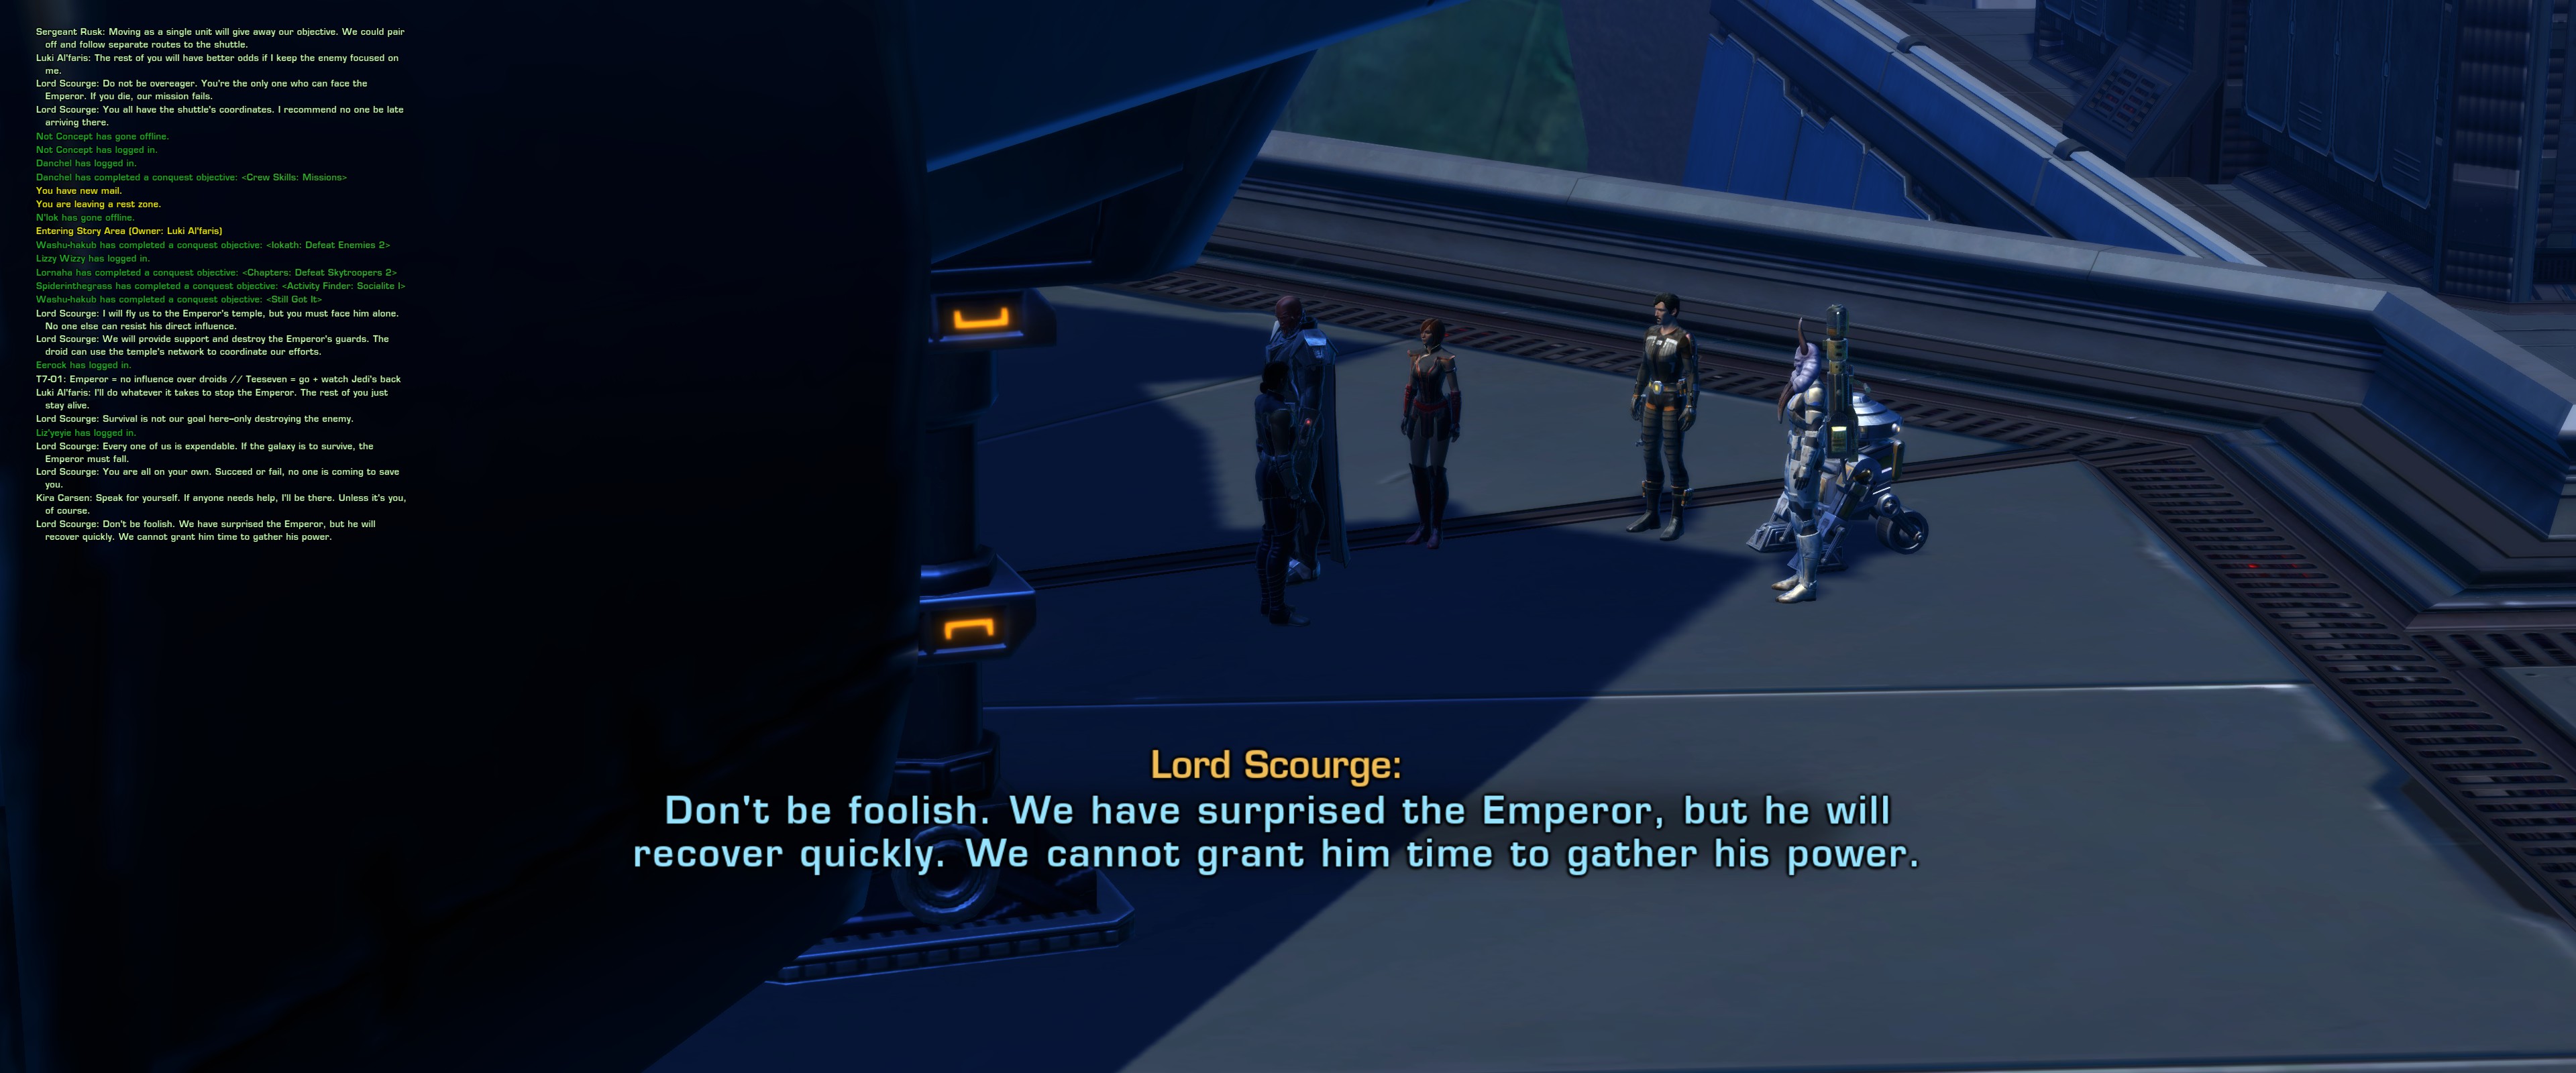 Sergeant Rusk: Moving as a single unit will give away our objective. We could pair
off and follow separate routes to the shuttle.
Luki Al'faris: The rest of you will have better odds if I keep the enemy focused on
me.
Lord Scourge: Do not be overeager. You're the only one who can face the
Emperor. If you die, our mission fails.
Lord Scourge: You all have the shuttle's coordinates. I recommend no one be late
arriving there.
Not Concept has gone offline.
Not Concept has logged in.
Danchel has logged in.
Danchel has completed a conquest objective: <Crew Skills: Missions>
You have new mail.
You are leaving a rest zone.
N'lok has gone offline.
Entering Story Area (Owner: Luki Al'faris)
Washu-hakub has completed a conquest objective: <Iokath: Defeat Enemies 2>
Lizzy Wizzy has logged in.
Lornaha has completed a conquest objective: <Chapters: Defeat Skytroopers 2>
Spiderinthegrass has completed a conquest objective: <Activity Finder: Socialite I>
Washu-hakub has completed a conquest objective: <Still Got It>
Lord Scourge: I will fly us to the Emperor's temple, but you must face him alone.
No one else can resist his direct influence.
Lord Scourge: We will provide support and destroy the Emperor's guards. The
droid can use the temple's network to coordinate our efforts.
Eerock has logged in.
T7-01: Emperor = no influence over droids // Teeseven = go + watch Jedi's back
Luki Al'faris: I'll do whatever it takes to stop the Emperor. The rest of you just
stay alive.
Lord Scourge: Survival is not our goal here—only destroying the enemy.
Liz'yeyie has logged in.
Lord Scourge: Every one of us is expendable. If the galaxy is to survive, the
Emperor must fall.
Lord Scourge: You are all on your own. Succeed or fail, no one is coming to save
you.
Kira Carsen: Speak for yourself. If anyone needs help, I'll be there. Unless it's you,
of course.
Lord Scourge: Don't be foolish. We have surprised the Emperor, but he will
recover quickly. We cannot grant him time to gather his power.
Lord Scourge:
Don't be foolish. We have surprised the Emperor, but he will
recover quickly. We cannot grant him time to gather his power.